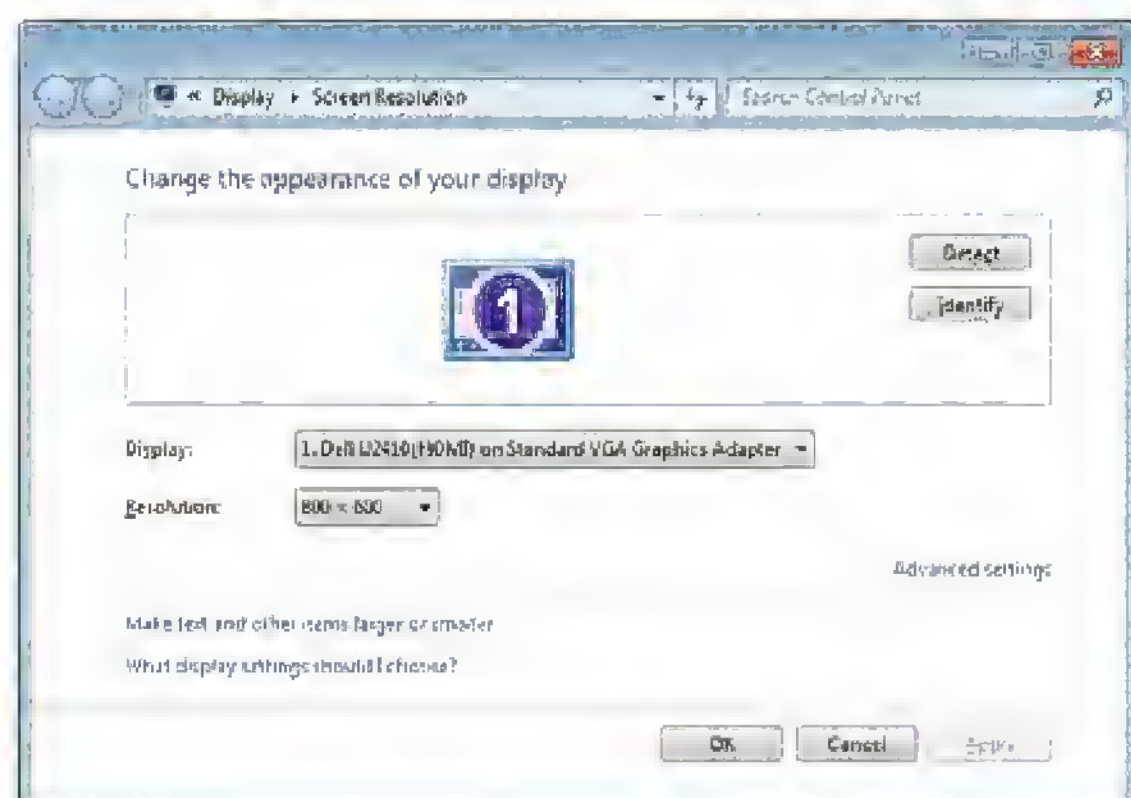 « Display ▸ Screen Resolution
Search Control Panel
Change the appearance of your display
Detect
1
Identify
Display:
1. Dell U2410(HDMI) on Standard VGA Graphics Adapter
Resolution:
800 × 600
Advanced settings
Make text and other items larger or smaller
What display settings should I choose?
OK
Cancel
Apply